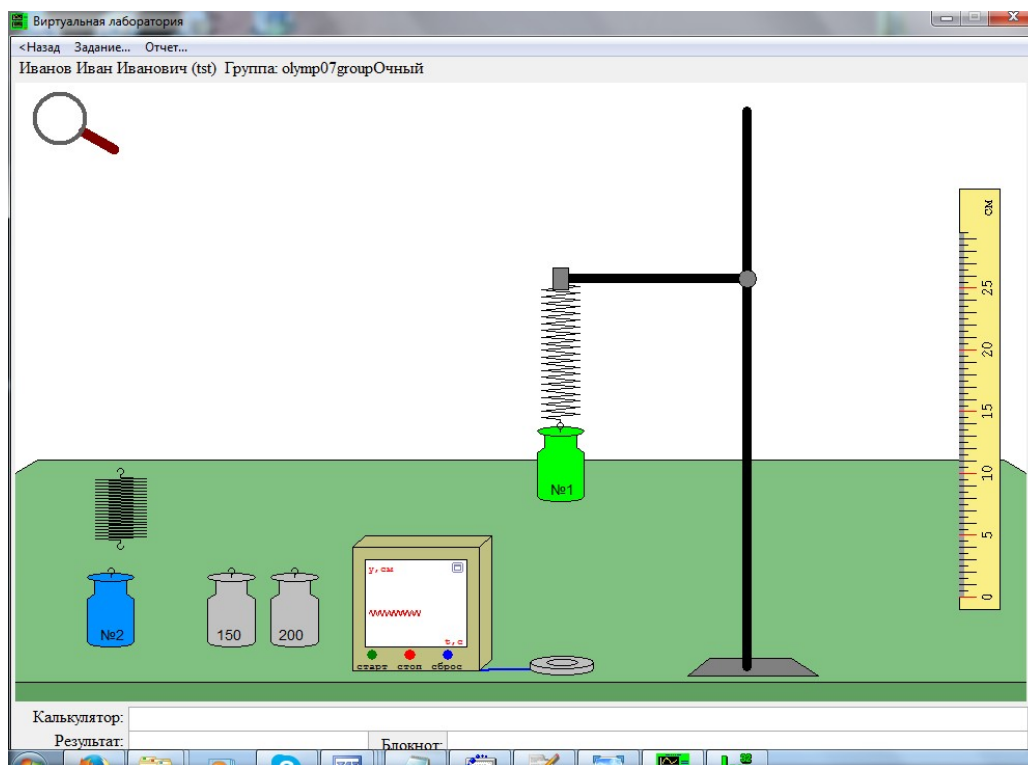 Виртуальная лаборатория
<Назад Задание... Отчет...
Иванов Иван Иванович (tst) Группа: olymp07groupОчный
см
25
20
15
10
5
0
№1
№2
150
200
y,см
t,с
старт стоп сброс
Калькулятор:
Результат:
Блокнот: